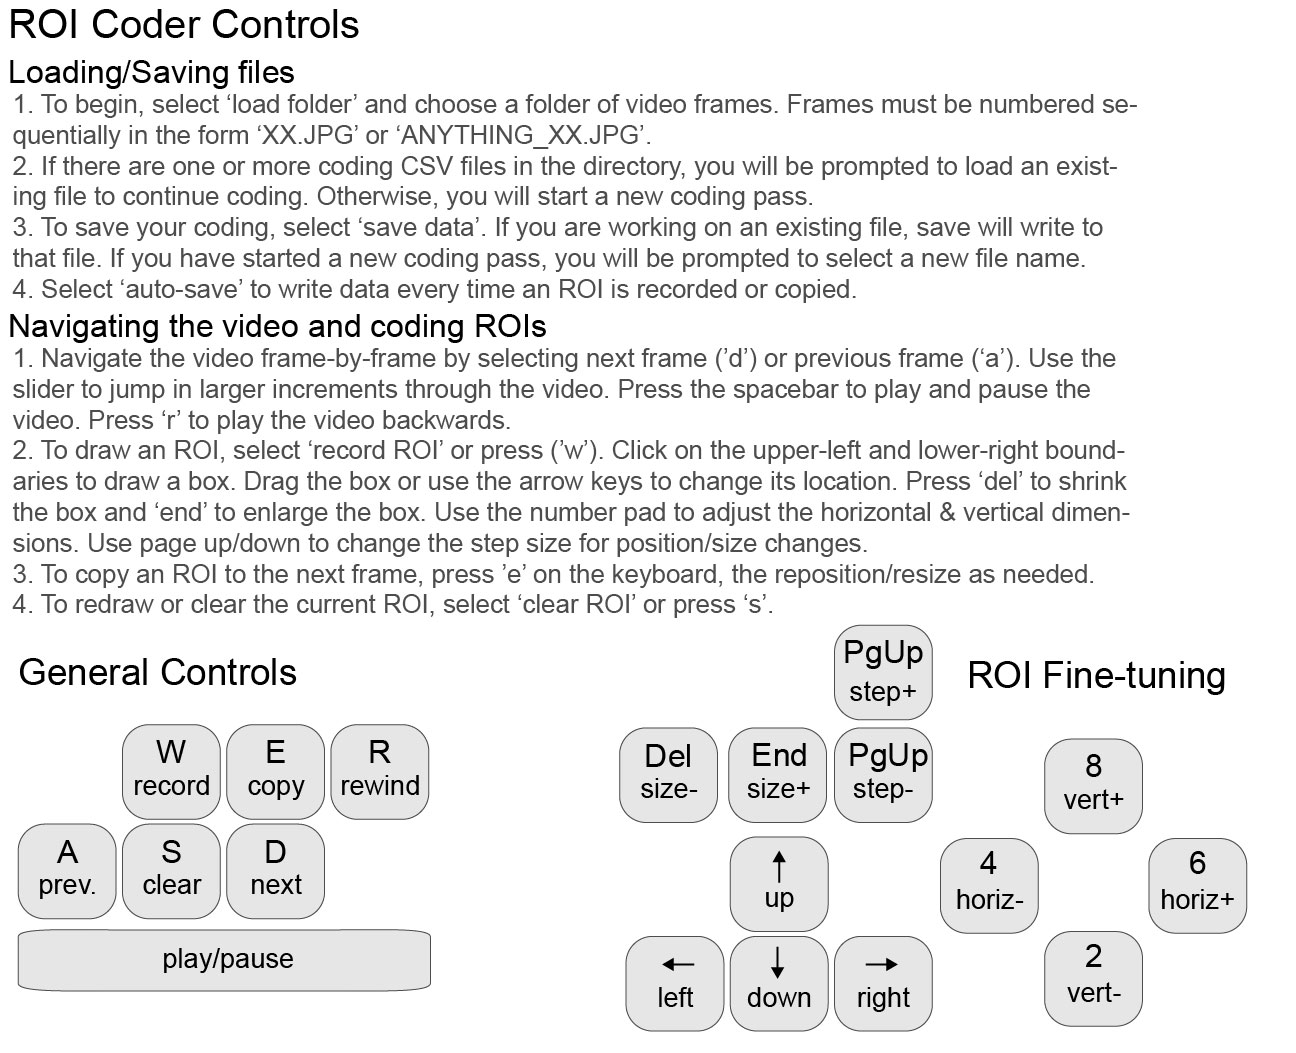 ROI Coder Controls
Loading/Saving files
1. To begin, select ‘load folder’ and choose a folder of video frames. Frames must be numbered se-
quentially in the form ‘XX.JPG’ or ‘ANYTHING_XX.JPG’.
2. If there are one or more coding CSV files in the directory, you will be prompted to load an exist-
ing file to continue coding. Otherwise, you will start a new coding pass.
3. To save your coding, select ‘save data’. If you are working on an existing file, save will write to
that file. If you have started a new coding pass, you will be prompted to select a new file name.
4. Select ‘auto-save’ to write data every time an ROI is recorded or copied.
Navigating the video and coding ROIs
1. Navigate the video frame-by-frame by selecting next frame (’d’) or previous frame (‘a’). Use the
slider to jump in larger increments through the video. Press the spacebar to play and pause the
video. Press ‘r’ to play the video backwards.
2. To draw an ROI, select ‘record ROI’ or press (’w’). Click on the upper-left and lower-right bound-
aries to draw a box. Drag the box or use the arrow keys to change its location. Press ‘del’ to shrink
the box and ‘end’ to enlarge the box. Use the number pad to adjust the horizontal & vertical dimen-
sions. Use page up/down to change the step size for position/size changes.
3. To copy an ROI to the next frame, press ’e’ on the keyboard, the reposition/resize as needed.
4. To redraw or clear the current ROI, select ‘clear ROI’ or press ‘s’.
General Controls
W
record
E
copy
R
rewind
A
prev.
S
clear
D
next
play/pause
ROI Fine-tuning
PgUp
step+
Del
size-
End
size+
PgUp
step-
↑
up
←
left
↓
down
→
right
8
vert+
4
horiz-
6
horiz+
2
vert-